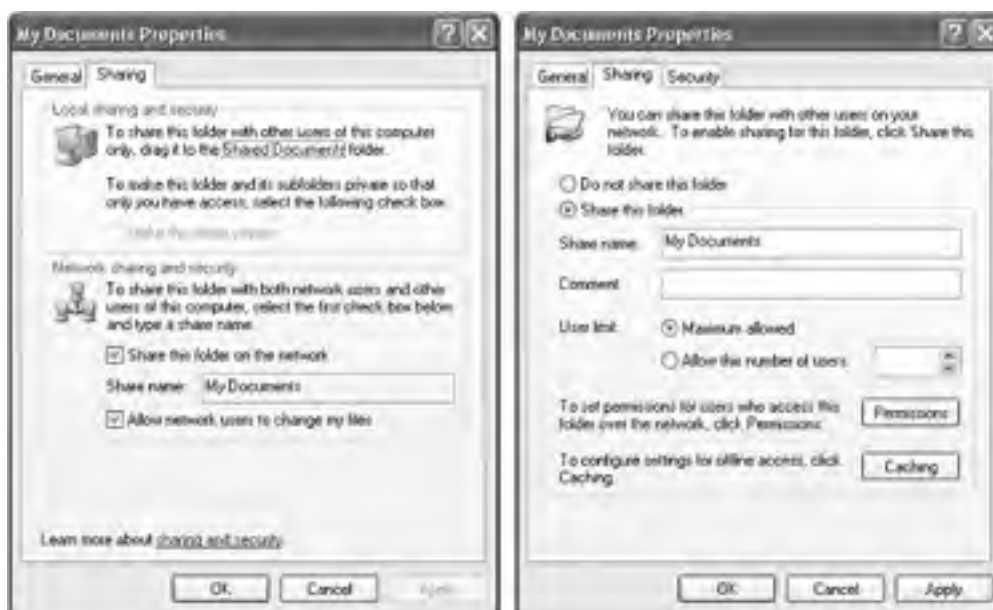 My Documents Properties
General Sharing
Local sharing and security
To share this folder with other users of this computer
only, drag it to the Shared Documents folder.
To make this folder and its subfolders private so that
only you have access, select the following check box.
Network sharing and security
To share this folder with both network users and other
users of this computer, select the first check box below
and type a share name.
Share this folder on the network
Share name: My Documents
Allow network users to change my files
Learn more about sharing and security.
OK Cancel Apply
My Documents Properties
General Sharing Security
You can share this folder with other users on your
network. To enable sharing for this folder, click Share this
folder.
Do not share this folder
Share this folder
Share name: My Documents
Comment:
User limit: Maximum allowed
Allow this number of users:
To set permissions for users who access this
folder over the network, click Permissions.
Permissions
To configure settings for offline access, click
Caching.
Caching
OK Cancel Apply